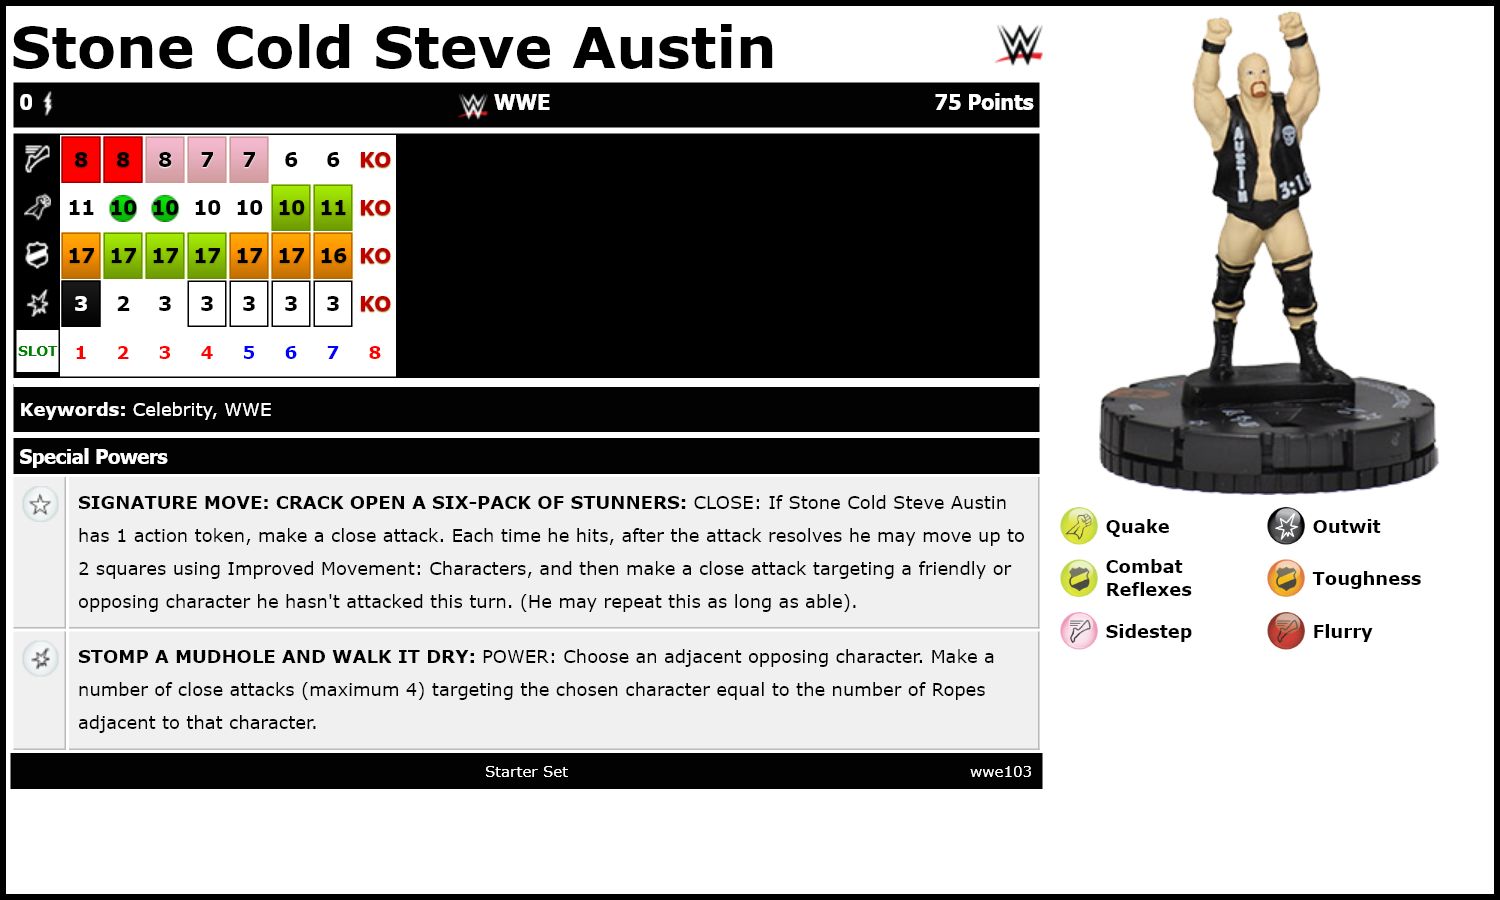 Stone Cold Steve Austin
0 WWE 75 Points
8 8 8 7 7 6 6 KO
11 10 10 10 10 10 11 KO
17 17 17 17 17 17 16 KO
3 2 3 3 3 3 3 KO
SLOT 1 2 3 4 5 6 7 8
Keywords: Celebrity, WWE
Special Powers
SIGNATURE MOVE: CRACK OPEN A SIX-PACK OF STUNNERS: CLOSE: If Stone Cold Steve Austin
has 1 action token, make a close attack. Each time he hits, after the attack resolves he may move up to
2 squares using Improved Movement: Characters, and then make a close attack targeting a friendly or
opposing character he hasn't attacked this turn. (He may repeat this as long as able).
STOMP A MUDHOLE AND WALK IT DRY: POWER: Choose an adjacent opposing character. Make a
number of close attacks (maximum 4) targeting the chosen character equal to the number of Ropes
adjacent to that character.
Starter Set wwe103
AUSTIN
3:16
Quake Outwit
Combat
Reflexes
Toughness
Sidestep Flurry